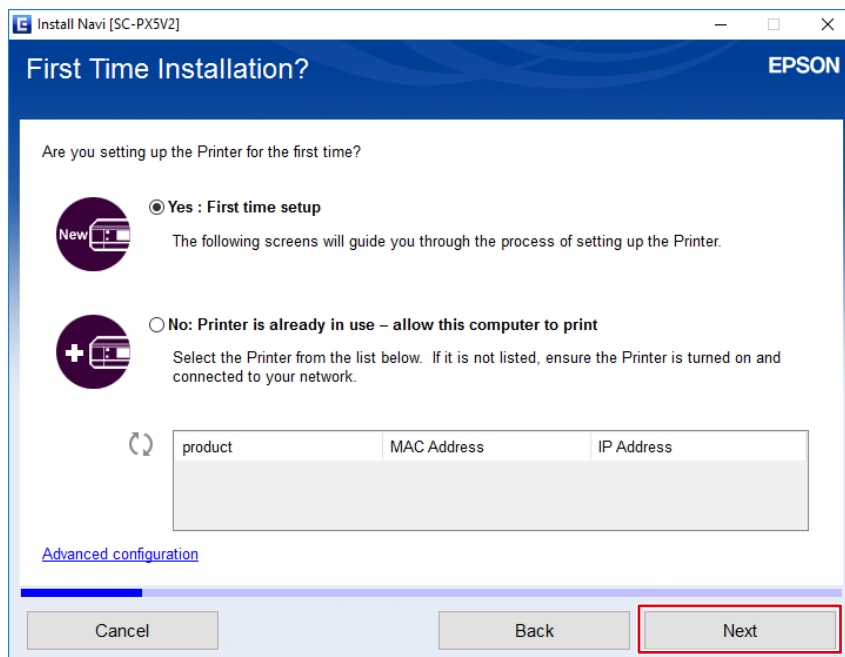 Install Navi [SC-PX5V2]
First Time Installation?
EPSON
Are you setting up the Printer for the first time?
New
Yes : First time setup
The following screens will guide you through the process of setting up the Printer.
No: Printer is already in use – allow this computer to print
Select the Printer from the list below.  If it is not listed, ensure the Printer is turned on and
connected to your network.
product MAC Address IP Address
Advanced configuration
Cancel Back Next